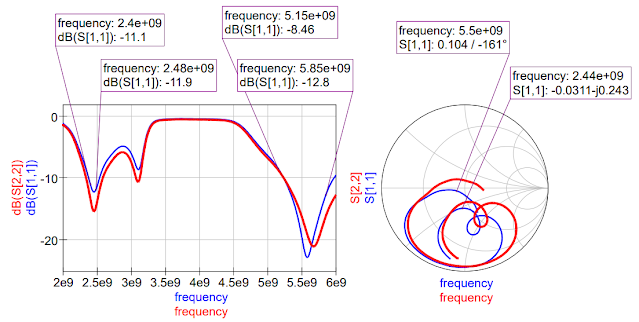 frequency: 2.4e+09
dB(S[1,1]): -11.1
frequency: 5.15e+09
dB(S[1,1]): -8.46
frequency: 5.5e+09
S[1,1]: 0.104 / -161°
frequency: 2.48e+09
dB(S[1,1]): -11.9
frequency: 5.85e+09
dB(S[1,1]): -12.8
frequency: 2.44e+09
S[1,1]: -0.0311-j0.243
dB(S[2,2])
dB(S[1,1])
0
-10
-20
2e9 2.5e9 3e9 3.5e9 4e9 4.5e9 5e9 5.5e9 6e9
frequency
frequency
S[2,2]
S[1,1]
frequency
frequency